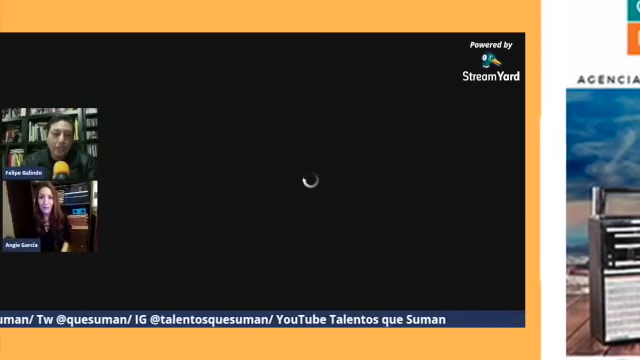 Powered by
StreamYard
AGENCIA
Felipe Galindo
Angie García
uman/ Tw @quesuman/ IG @talentosquesuman/ YouTube Talentos que Suman